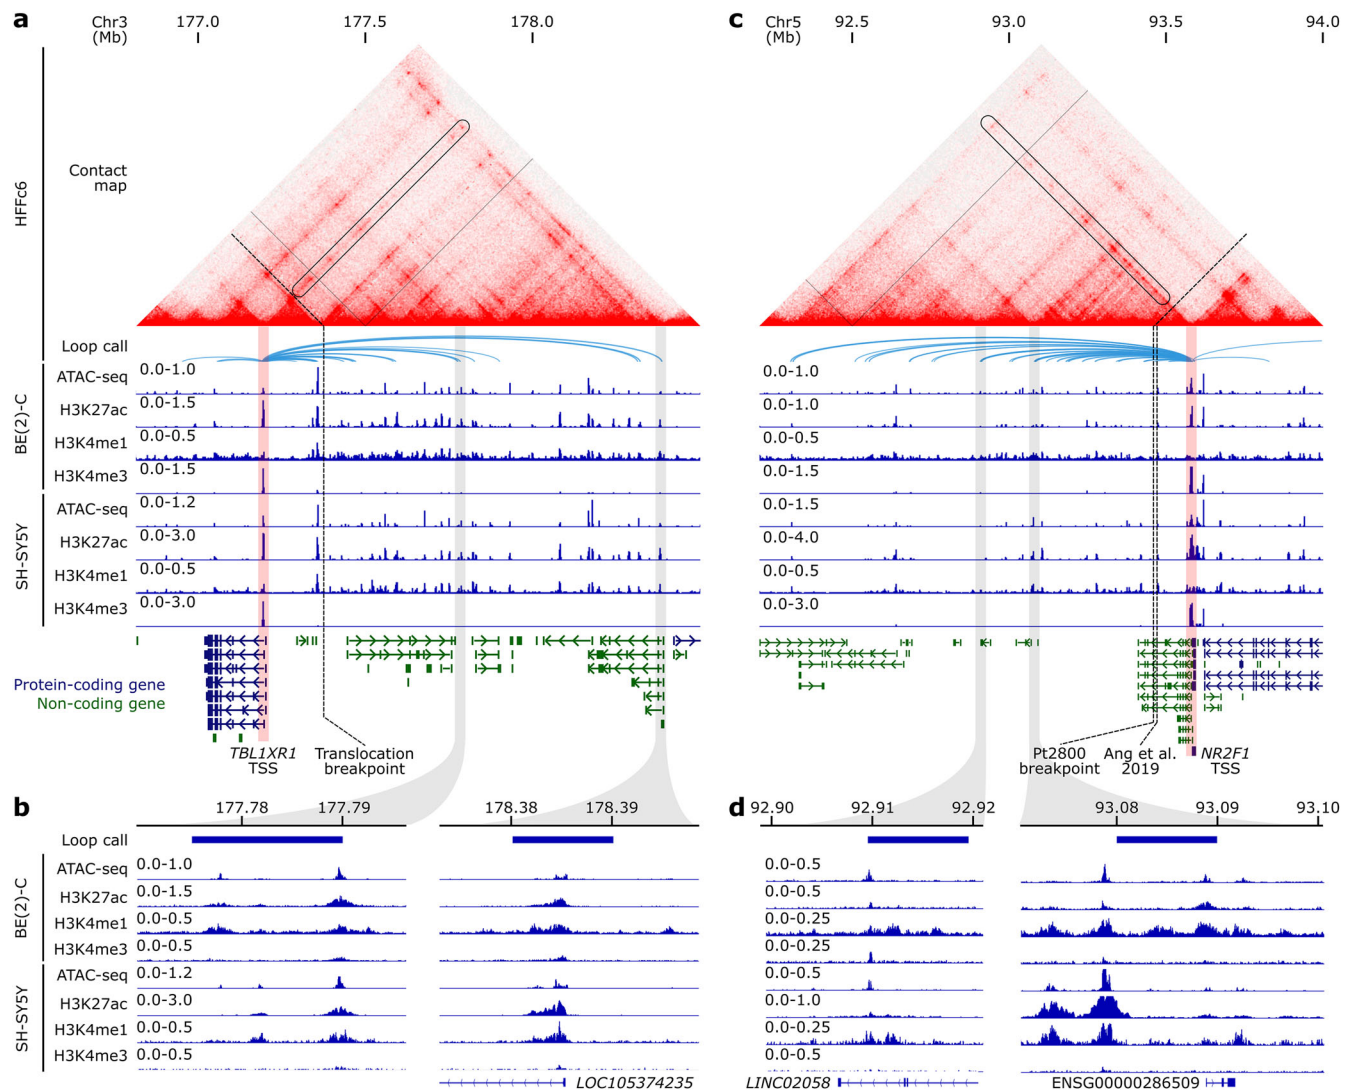 a
Chr3
(Mb)
177.0
177.5
178.0
HFFc6
Contact
map
Loop call
BE(2)-C
ATAC-seq
0.0-1.0
H3K27ac
0.0-1.5
H3K4me1
0.0-0.5
H3K4me3
0.0-1.5
SH-SY5Y
ATAC-seq
0.0-1.2
H3K27ac
0.0-3.0
H3K4me1
0.0-0.5
H3K4me3
0.0-3.0
Protein-coding gene
Non-coding gene
TBL1XR1
TSS
Translocation
breakpoint
c
Chr5
(Mb)
92.5
93.0
93.5
94.0
0.0-1.0
0.0-1.0
0.0-0.5
0.0-1.5
0.0-1.5
0.0-4.0
0.0-0.5
0.0-3.0
Pt2800
breakpoint
Ang et al.
2019
NR2F1
TSS
b
177.78
177.79
178.38
178.39
Loop call
BE(2)-C
ATAC-seq
0.0-1.0
H3K27ac
0.0-1.5
H3K4me1
0.0-0.5
H3K4me3
0.0-0.5
SH-SY5Y
ATAC-seq
0.0-1.2
H3K27ac
0.0-3.0
H3K4me1
0.0-0.5
H3K4me3
0.0-0.5
LOC105374235
d
92.90
92.91
92.92
93.08
93.09
93.10
0.0-0.5
0.0-0.5
0.0-0.25
0.0-0.25
0.0-0.5
0.0-1.0
0.0-0.25
0.0-0.5
LINC02058
ENSG00000286509